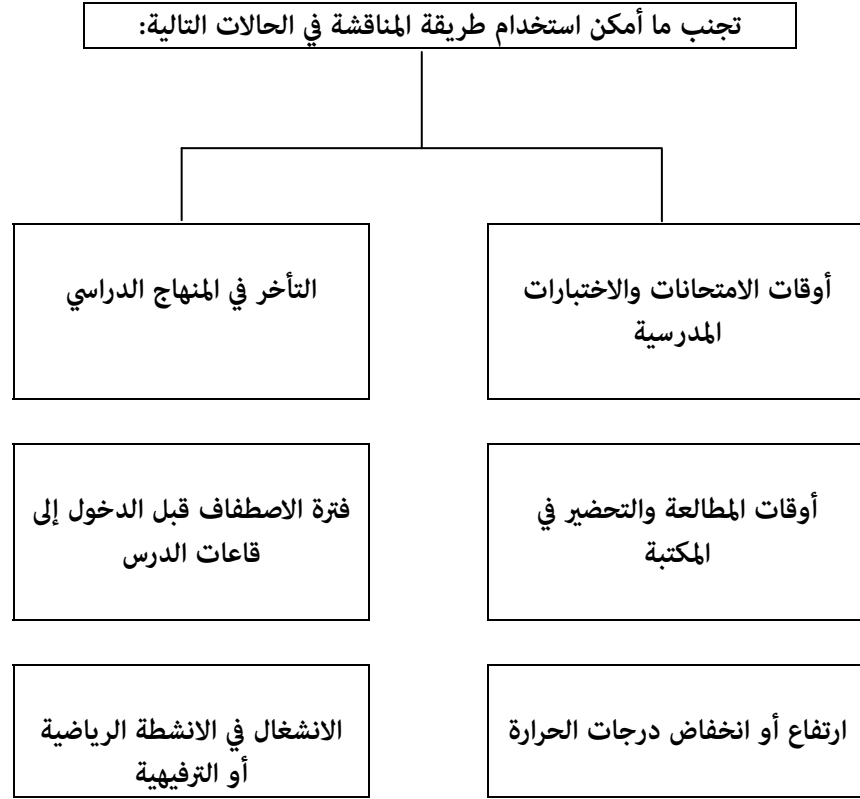 تجنب ما أمكن استخدام طريقة المناقشة في الحالات التالية:
أوقات الامتحانات والاختبارات
المدرسية
التأخر في المنهاج الدراسي
أوقات المطالعة والتحضير في
المكتبة
فترة الاصطفاف قبل الدخول إلى
قاعات الدرس
ارتفاع أو انخفاض درجات الحرارة
الانشغال في الانشطة الرياضية
أو الترفيهية